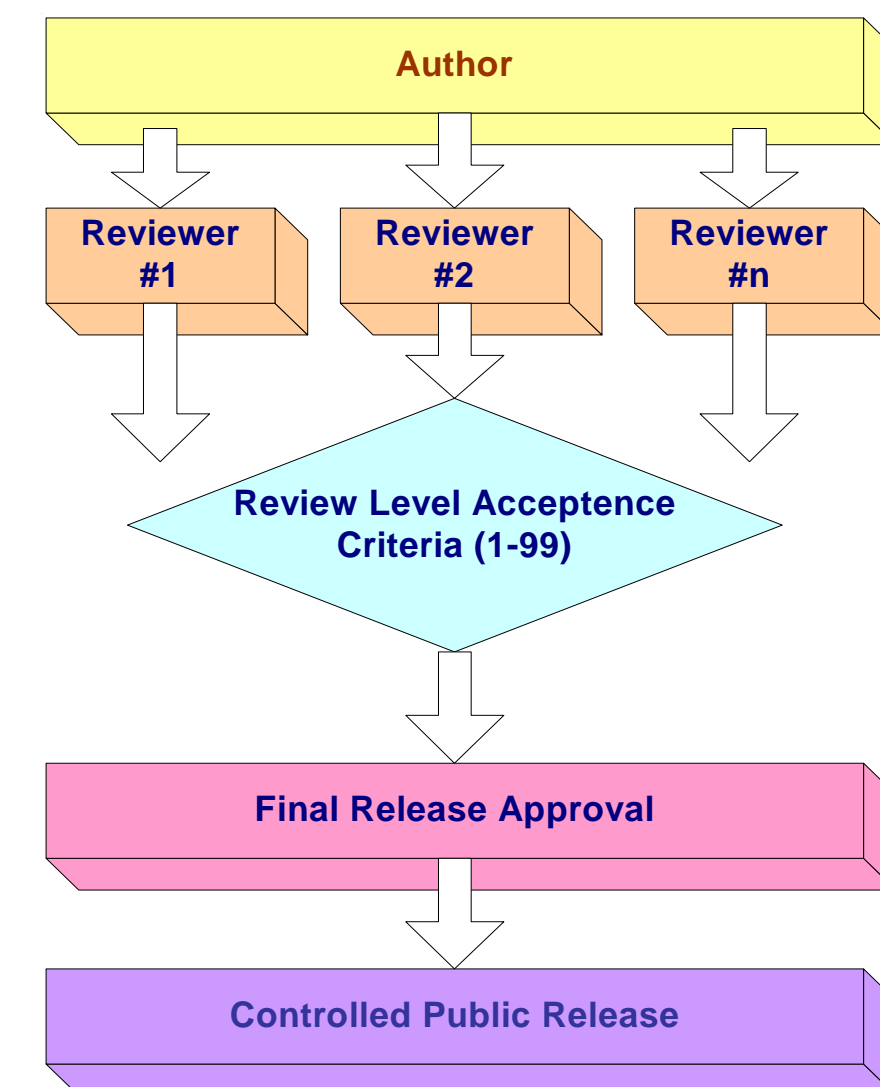 Author
Reviewer
#1
Reviewer
#2
Reviewer
#n
Review Level Acceptence
Criteria (1-99)
Final Release Approval
Controlled Public Release